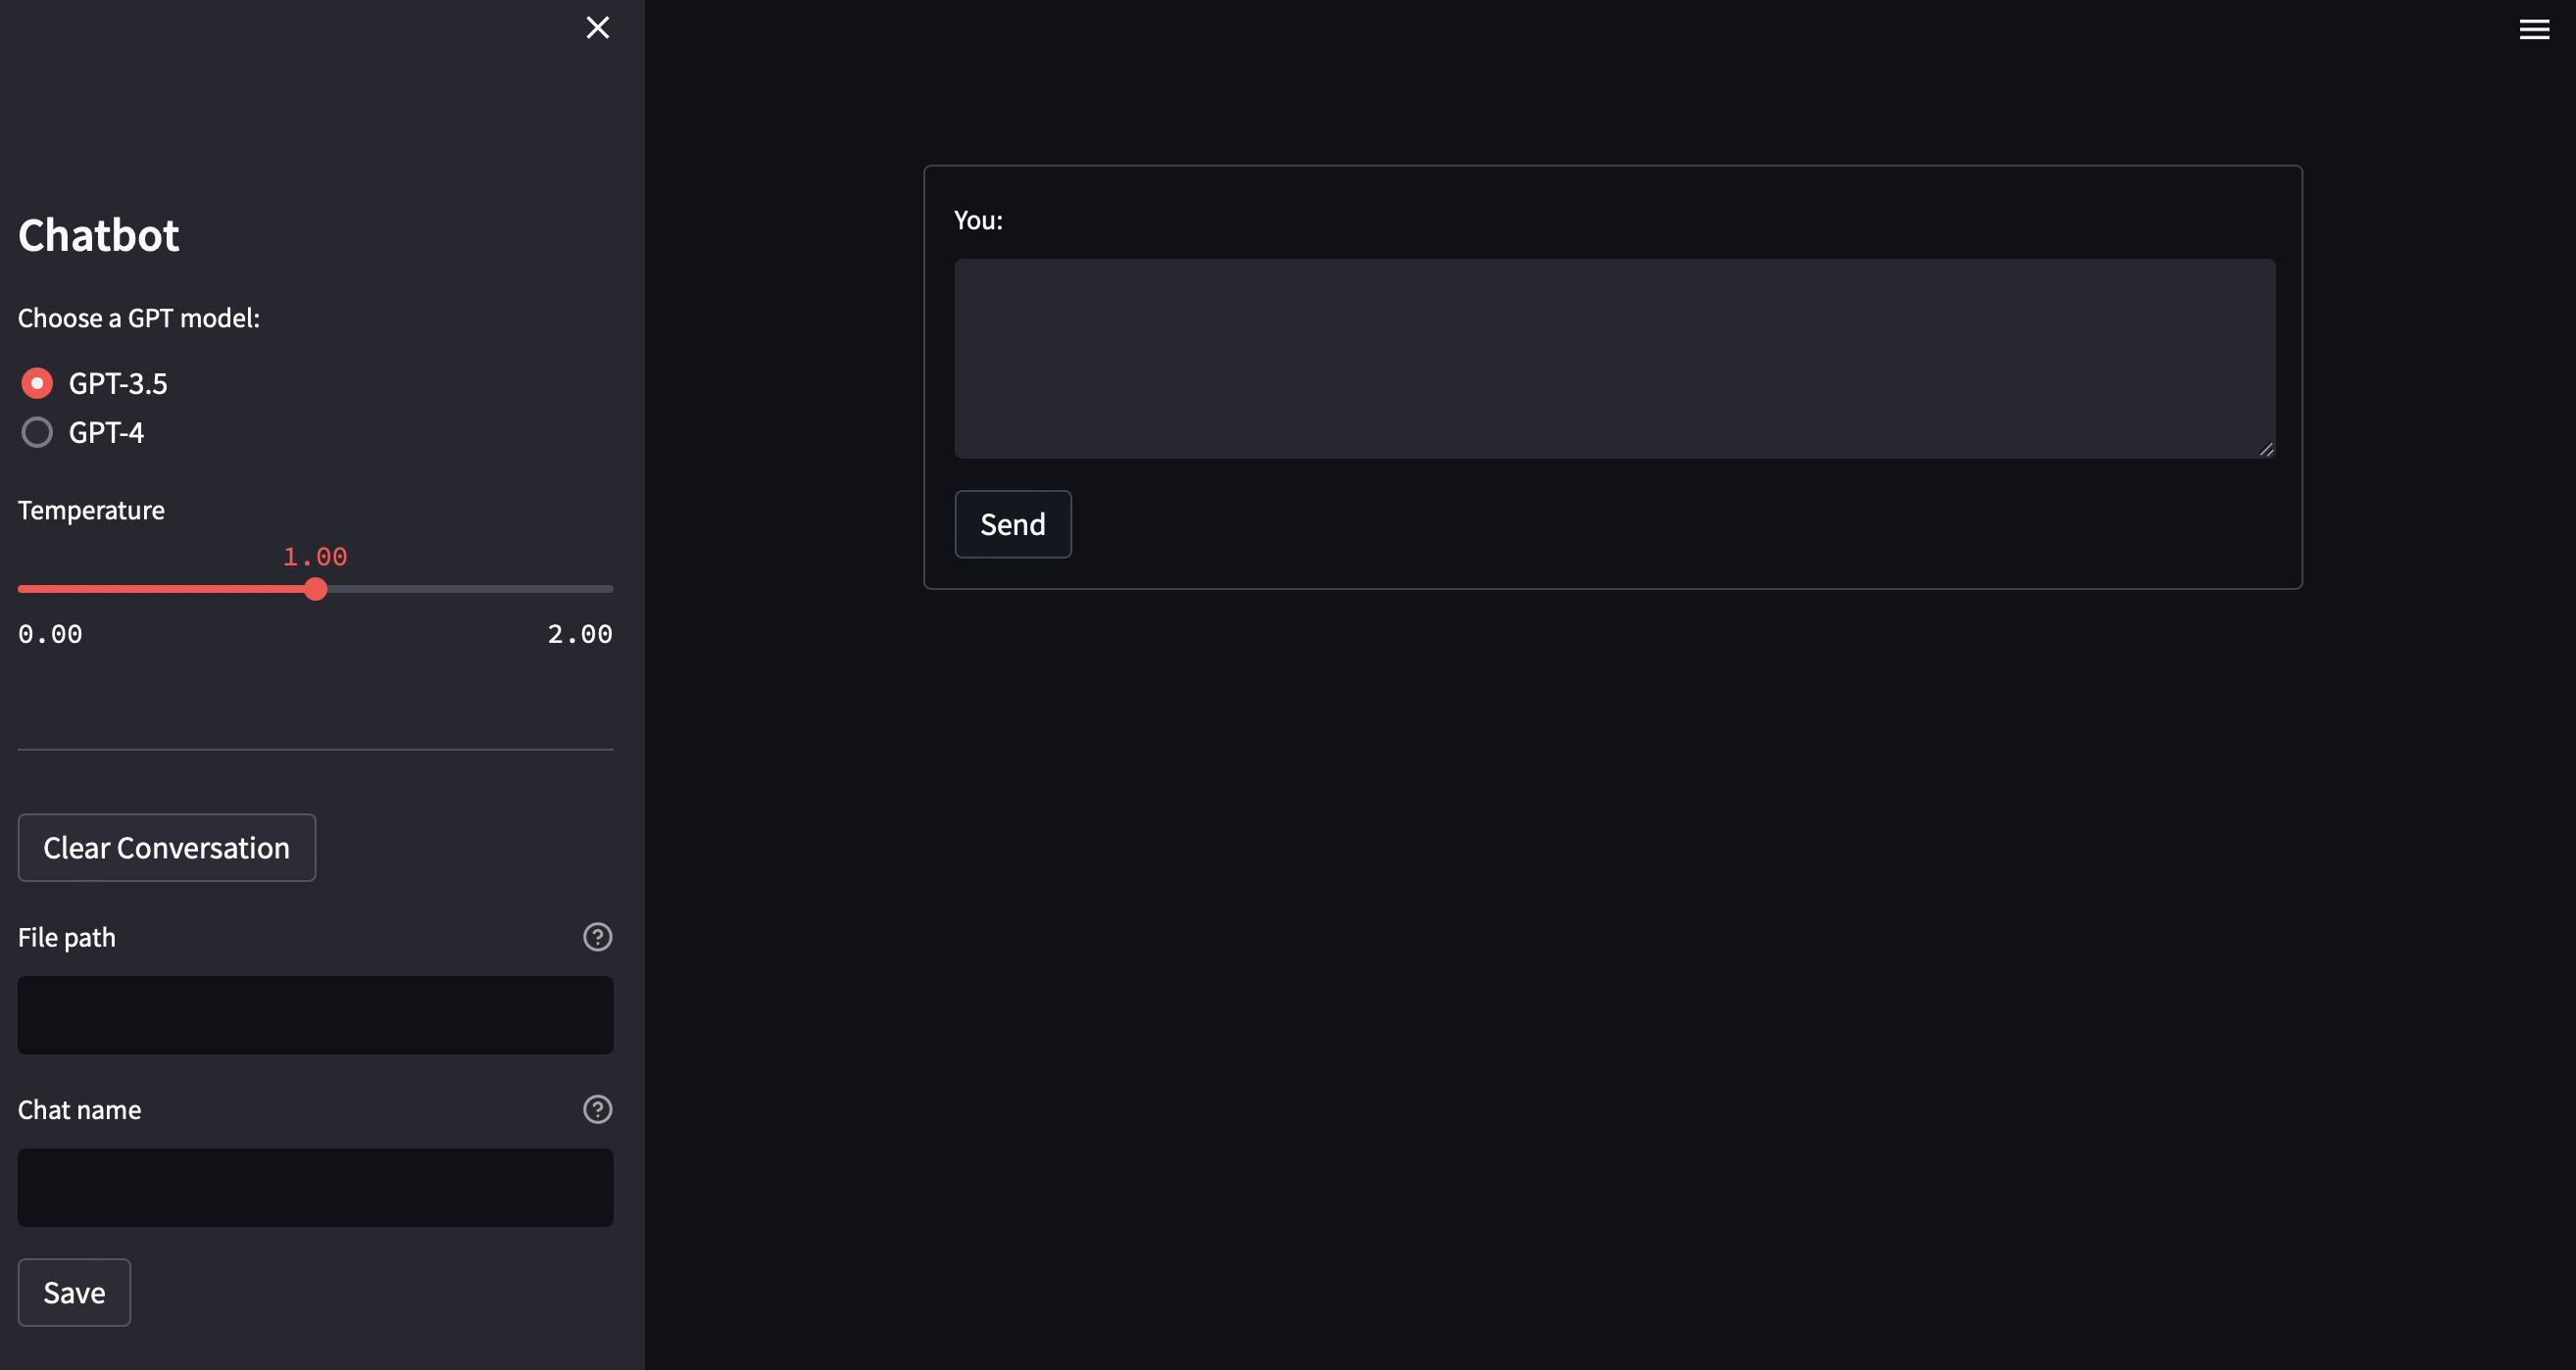 Chatbot
Choose a GPT model:
GPT-3.5
GPT-4
Temperature
1.00
0.00 2.00
Clear Conversation
File path
Chat name
Save
You:
Send